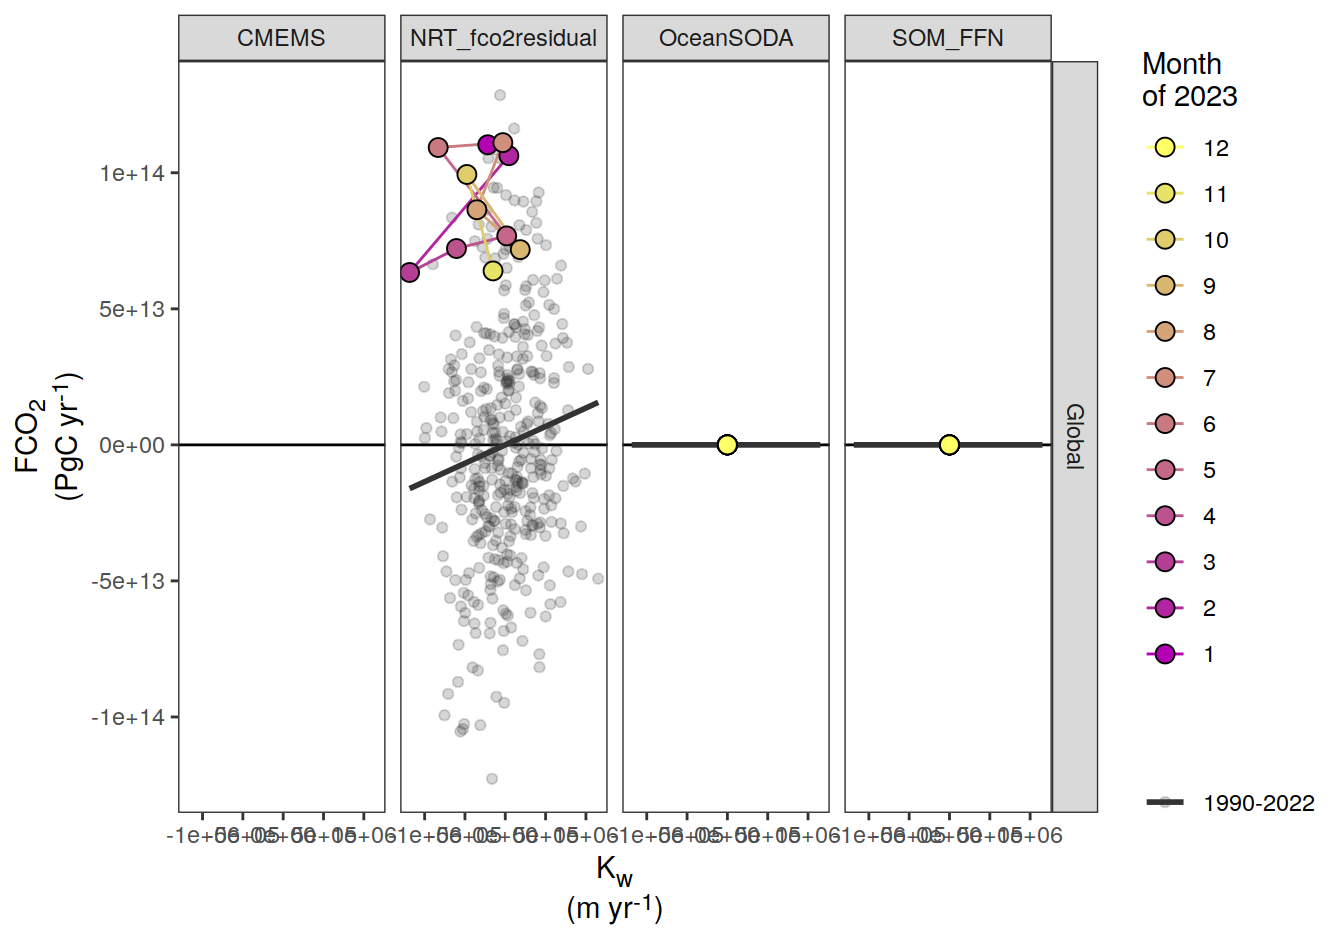 CMEMS
NRT_fco2residual
OceanSODA
SOM_FFN
Global
1e+14
5e+13
0e+00
-5e+13
-1e+14
FCO2
(PgC yr-1)
Kw
(m yr-1)
Month
of 2023
12
11
10
9
8
7
6
5
4
3
2
1
1990-2022